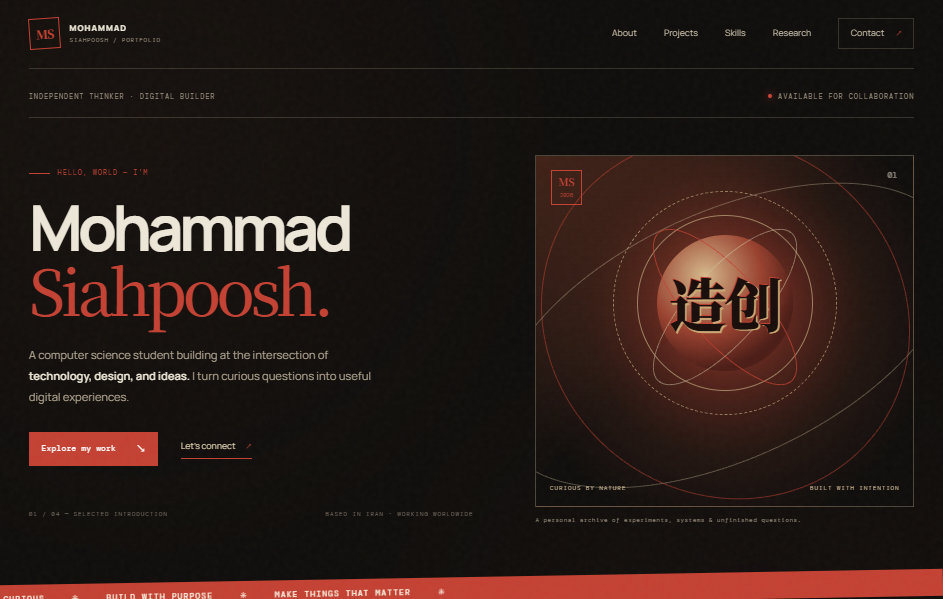 MS
MOHAMMAD
SIAHPOOSH / PORTFOLIO
About
Projects
Skills
Research
Contact ↗
INDEPENDENT THINKER · DIGITAL BUILDER
AVAILABLE FOR COLLABORATION
HELLO, WORLD — I'M
Mohammad
Siahpoosh.
A computer science student building at the intersection of
technology, design, and ideas. I turn curious questions into useful
digital experiences.
Explore my work ↘
Let's connect ↗
01 / 04 — SELECTED INTRODUCTION
BASED IN IRAN · WORKING WORLDWIDE
MS
2026
01
造创
CURIOUS BY NATURE
BUILT WITH INTENTION
A personal archive of experiments, systems & unfinished questions.
CURIOUS ✺ BUILD WITH PURPOSE ✺ MAKE THINGS THAT MATTER ✺